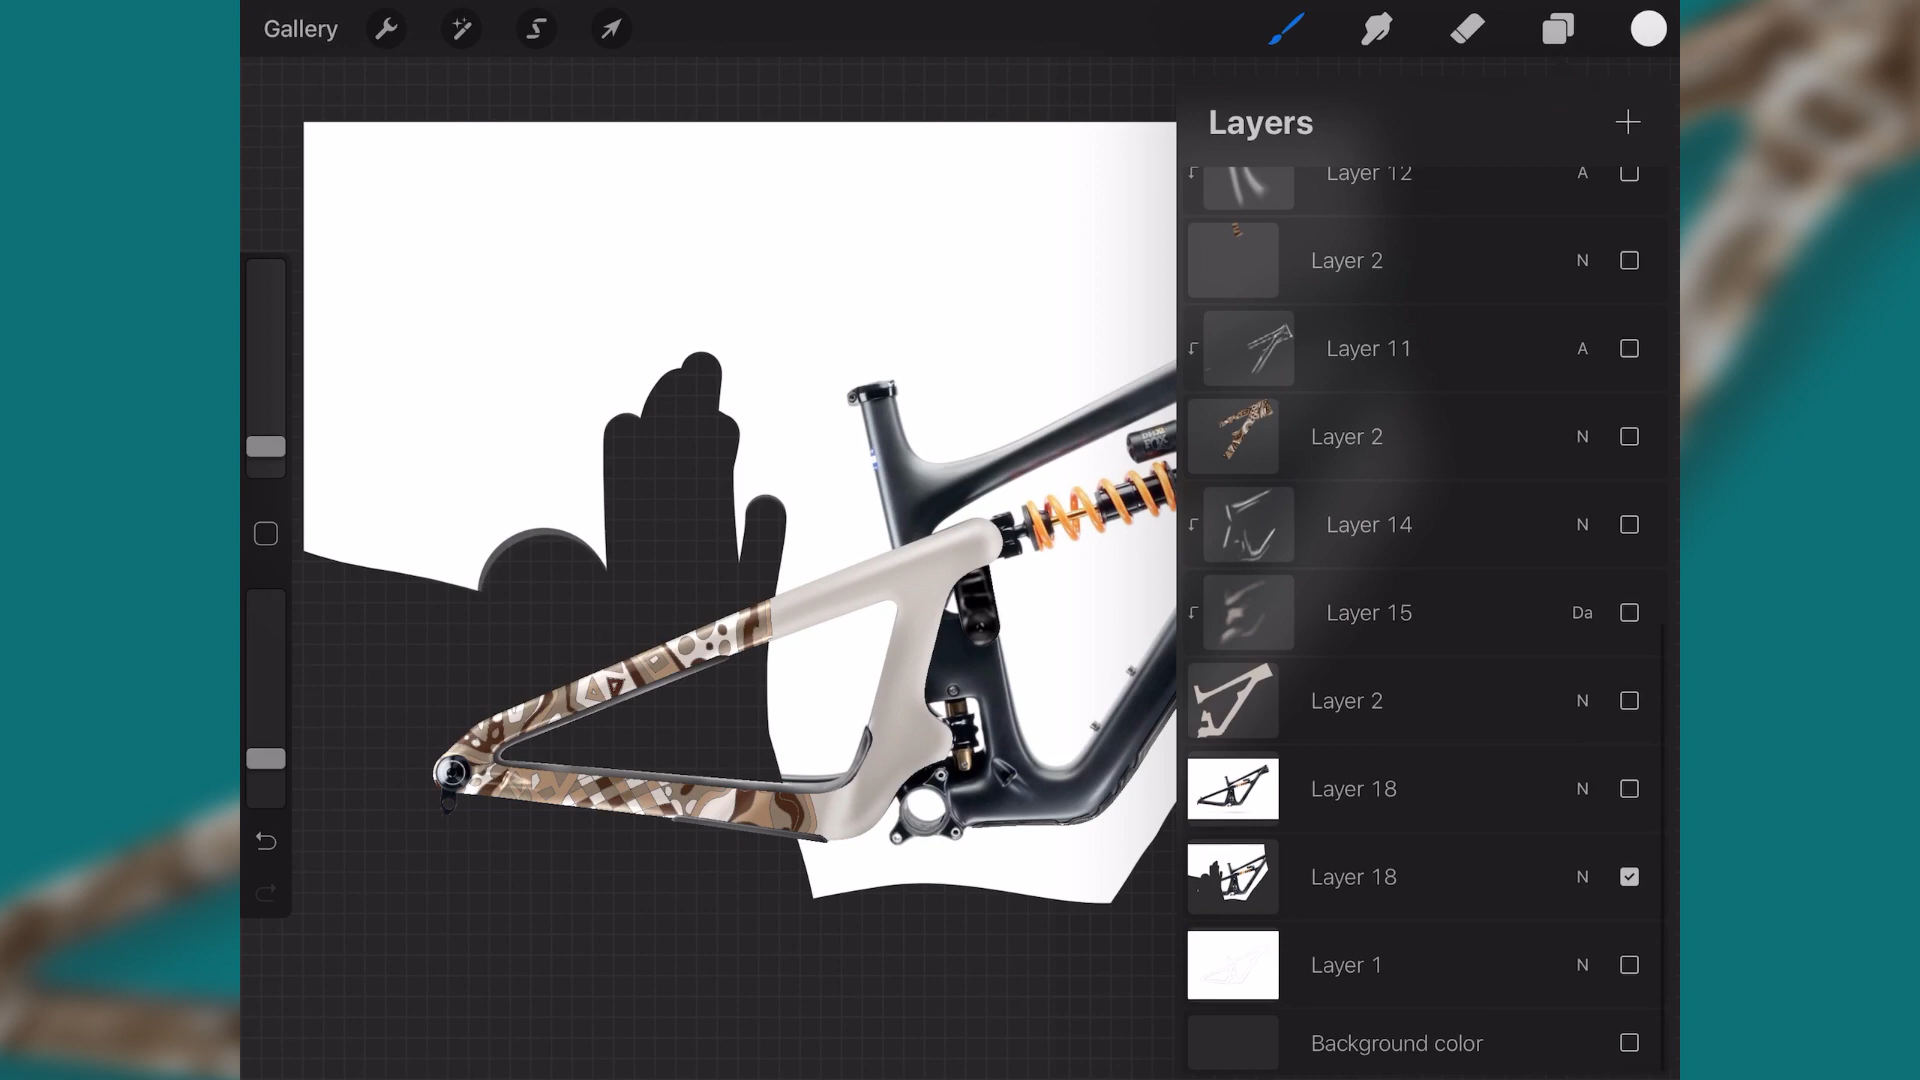 Gallery
Layers
Layer 12 A
Layer 2 N
Layer 11 A
Layer 2 N
Layer 14 N
Layer 15 Da
Layer 2 N
Layer 18 N
Layer 18 N
Layer 1 N
Background color
FOX